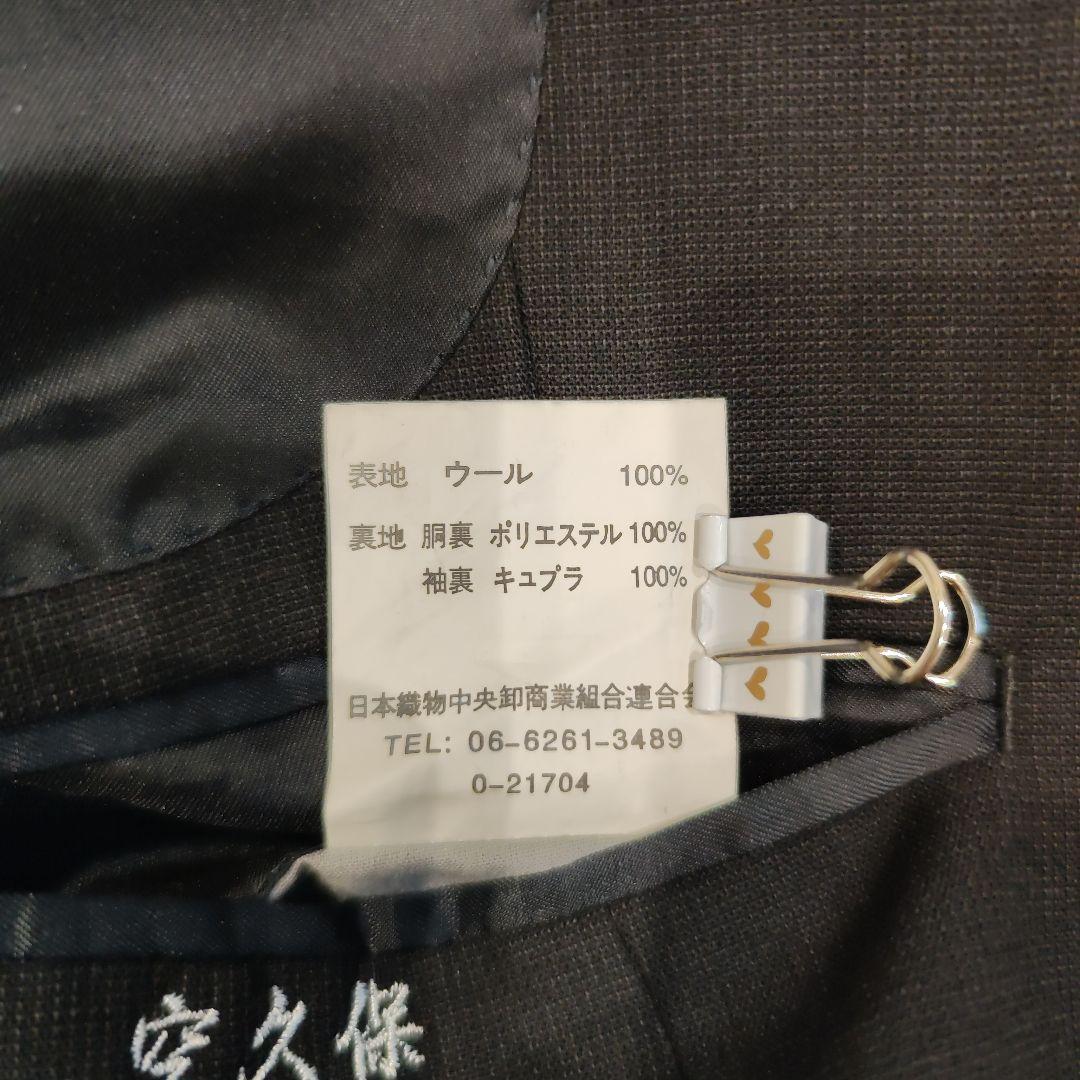 表地 ウール 100%
裏地 胴裏 ポリエステル 100%
袖裏 キュプラ 100%
日本織物中央卸商業組合連合会
TEL: 06-6261-3489
0-21704
久保